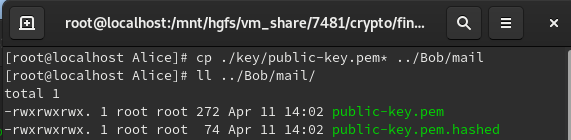 root@localhost:/mnt/hgfs/vm_share/7481/crypto/fin...
[root@localhost Alice]# cp ./key/public-key.pem* ../Bob/mail
[root@localhost Alice]# ll ../Bob/mail/
total 1
-rwxrwxrwx. 1 root root 272 Apr 11 14:02 public-key.pem
-rwxrwxrwx. 1 root root  74 Apr 11 14:02 public-key.pem.hashed